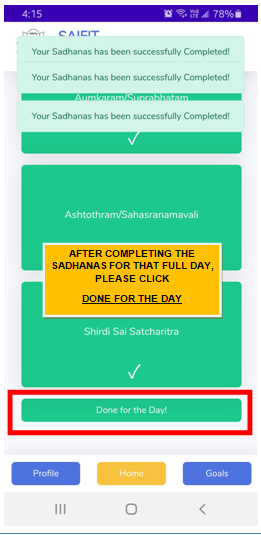 4:15
78%
SAIFIT
Your Sadhanas has been successfully Completed!
Your Sadhanas has been successfully Completed!
Aumkaram/Suprabhatam
Your Sadhanas has been successfully Completed!
Ashtothram/Sahasranamavali
AFTER COMPLETING THE
SADHANAS FOR THAT FULL DAY,
PLEASE CLICK
DONE FOR THE DAY
Shirdi Sai Satcharitra
Done for the Day!
Profile
Home
Goals